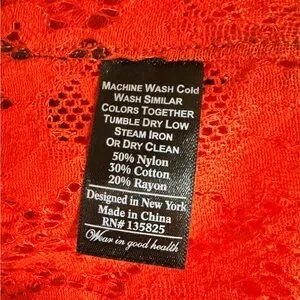 MACHINE WASH Cold
WASH SIMILAR
COLORS TOGETHER
TUMBLE DRY LOW
STEAM IRON
OR DRY CLEAN
50% Nylon
30% Cotton
20% Rayon
Designed in New York
Made in China
RN# 135825
Wear in good health